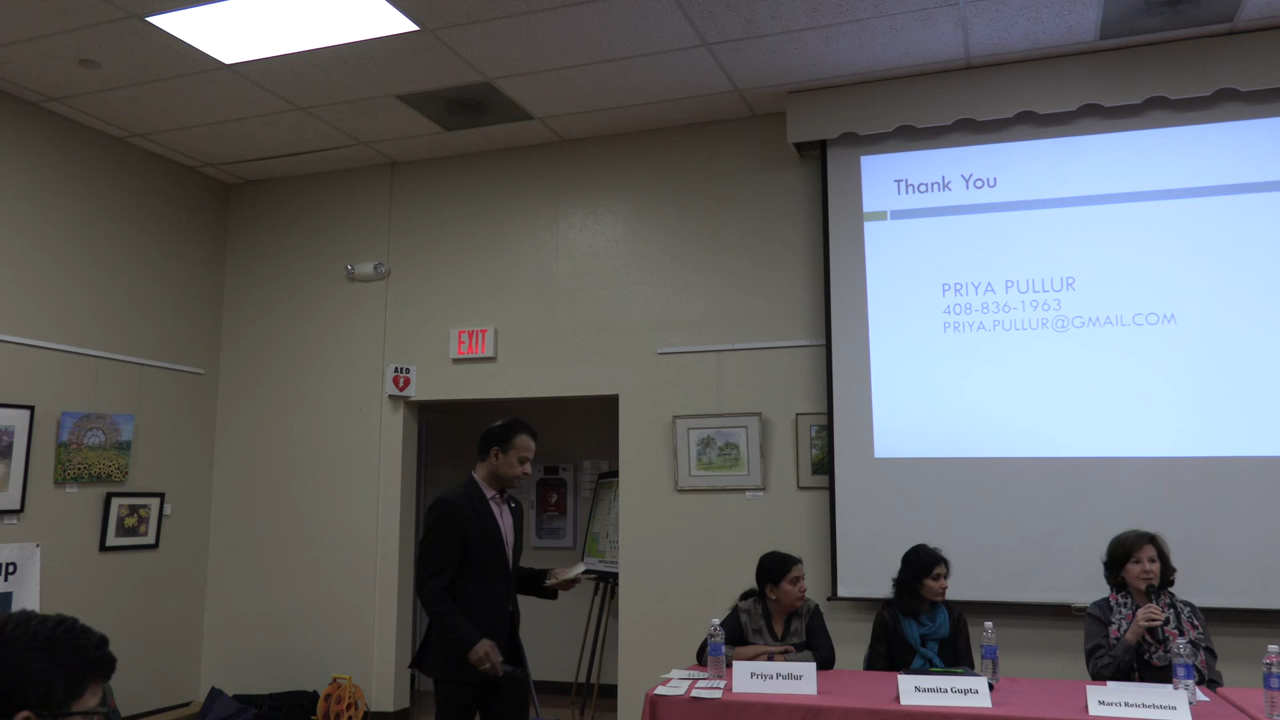 Thank You
PRIYA PULLUR
408-836-1963
PRIYA.PULLUR@GMAIL.COM
EXIT
AED
up
Priya Pullur
Namita Gupta
Marci Reichelstein